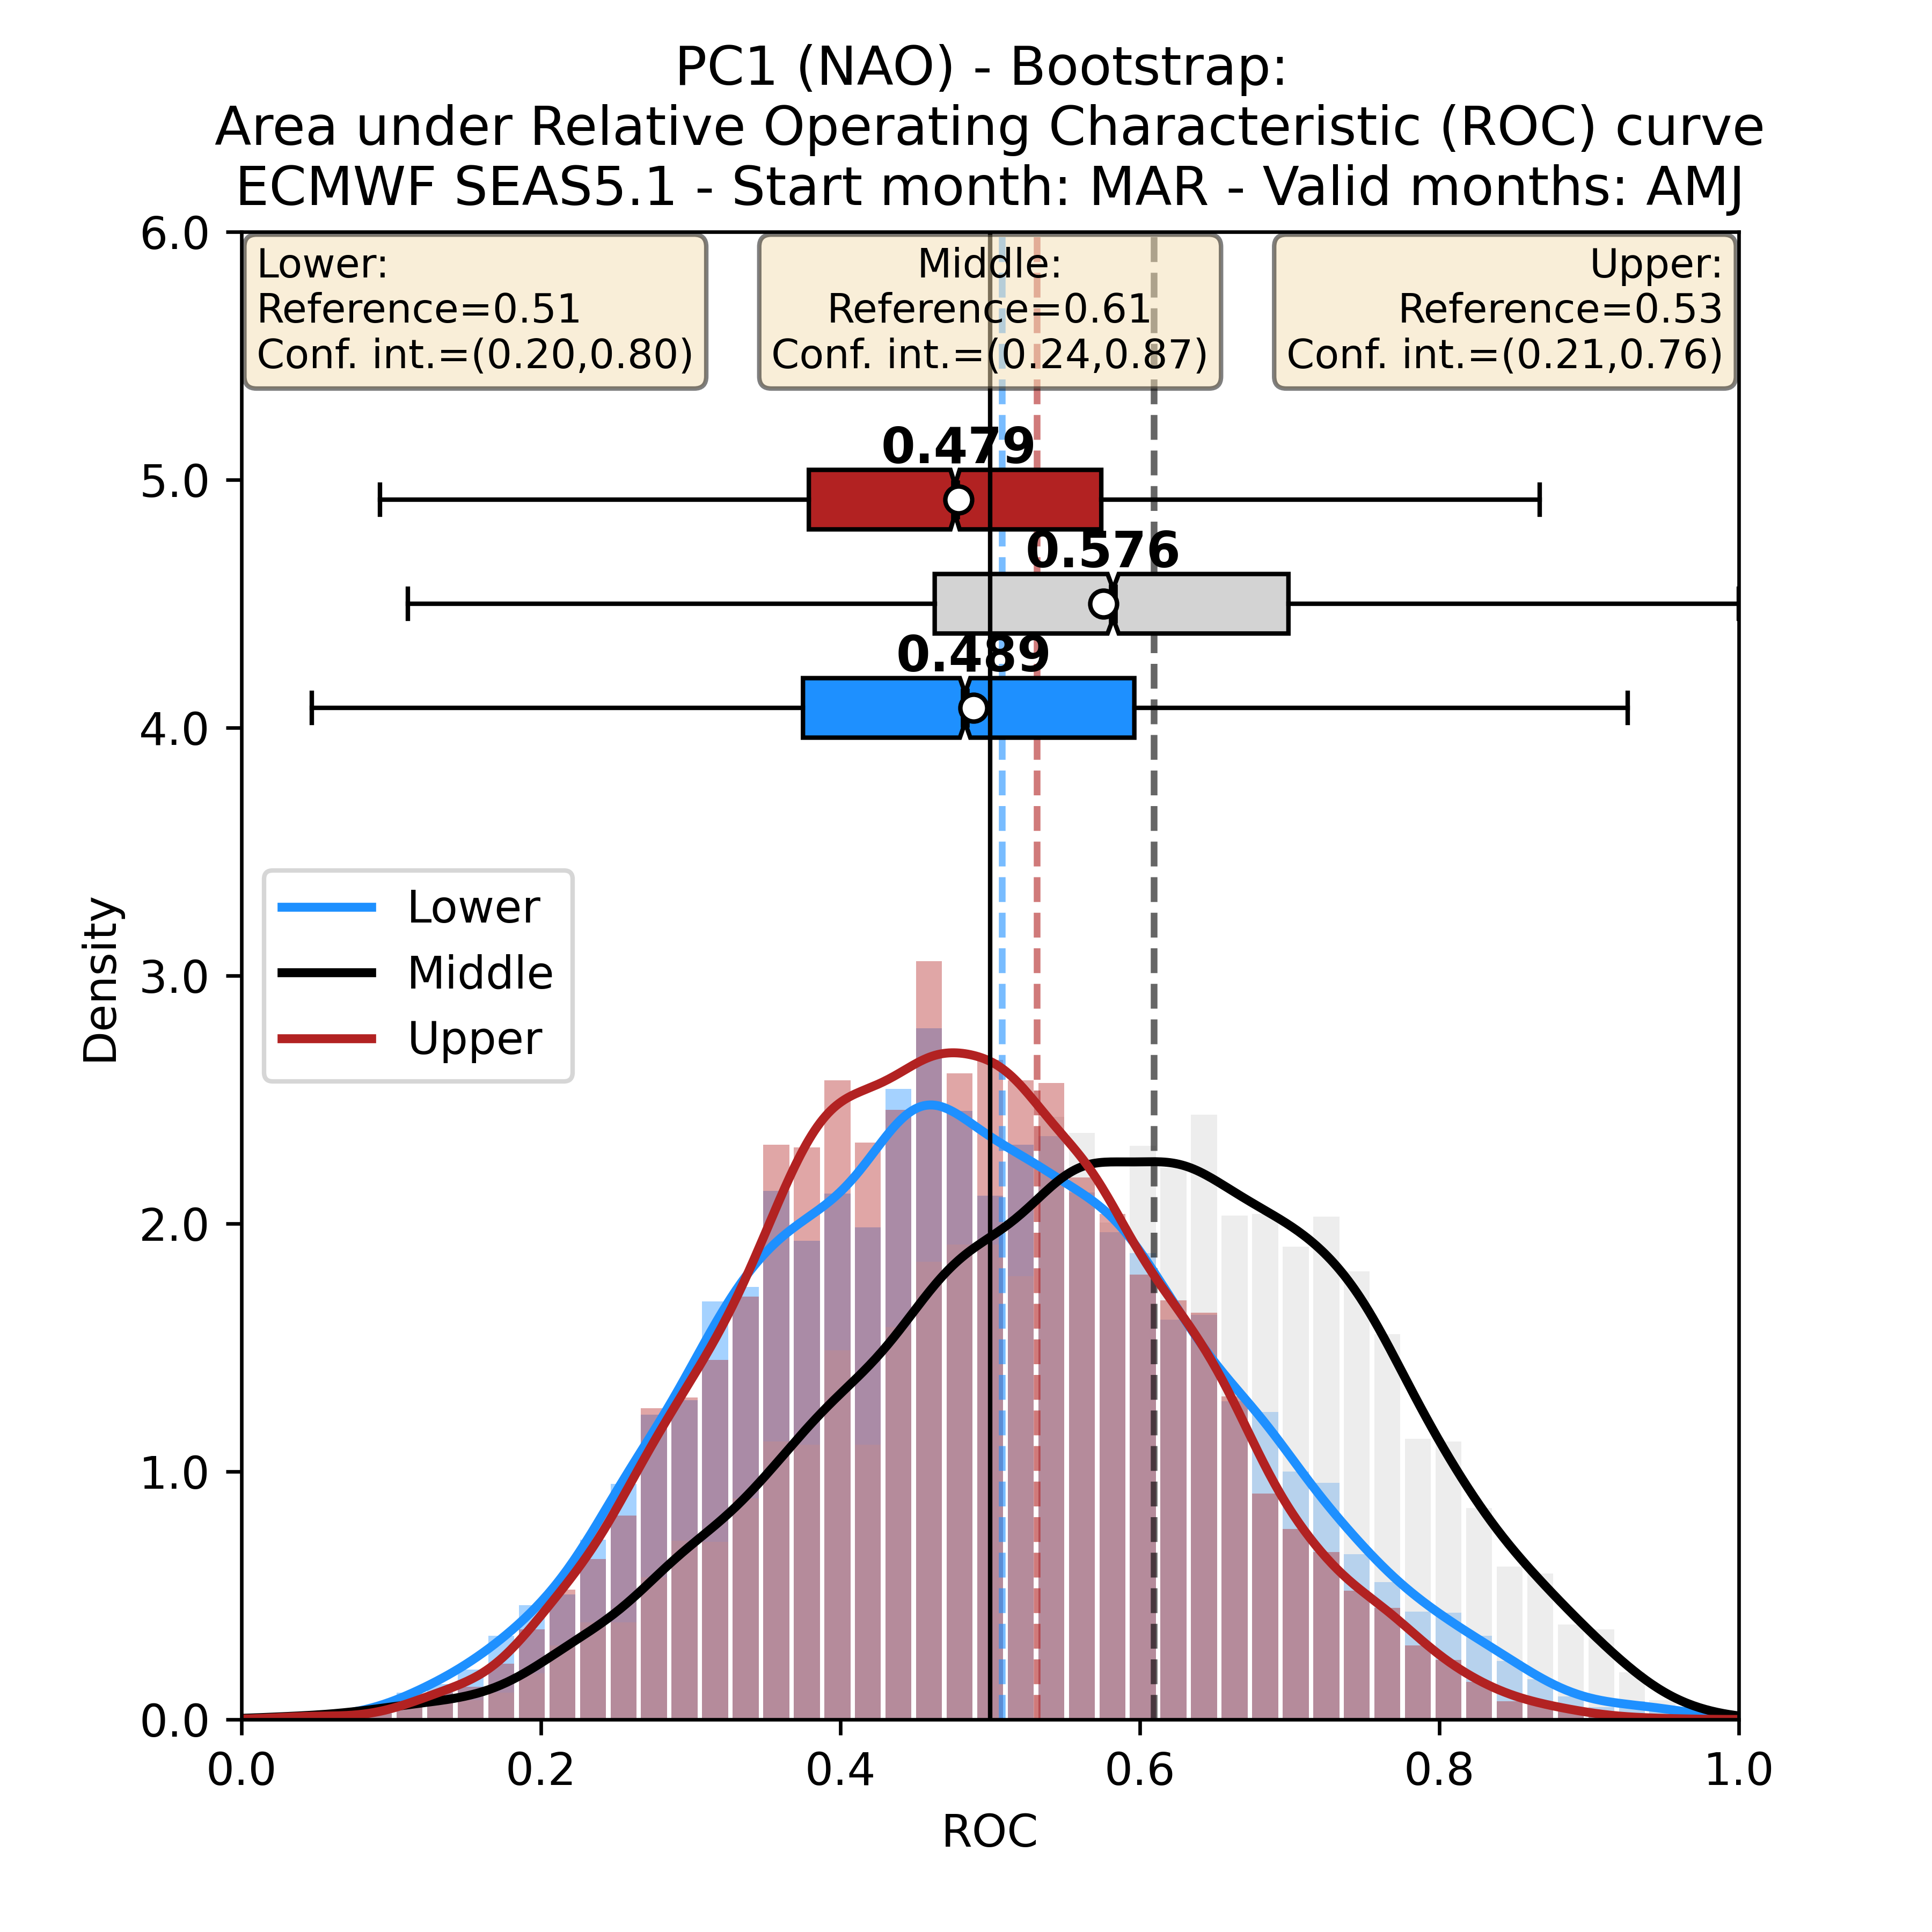 PC1 (NAO) - Bootstrap:
Area under Relative Operating Characteristic (ROC) curve
ECMWF SEAS5.1 - Start month: MAR - Valid months: AMJ
Lower:
Reference=0.51
Conf. int.=(0.20,0.80)
Middle:
Reference=0.61
Conf. int.=(0.24,0.87)
Upper:
Reference=0.53
Conf. int.=(0.21,0.76)
0.479
0.576
0.489
Lower
Middle
Upper
Density
6.0
5.0
4.0
3.0
2.0
1.0
0.0
0.0 0.2 0.4 0.6 0.8 1.0
ROC